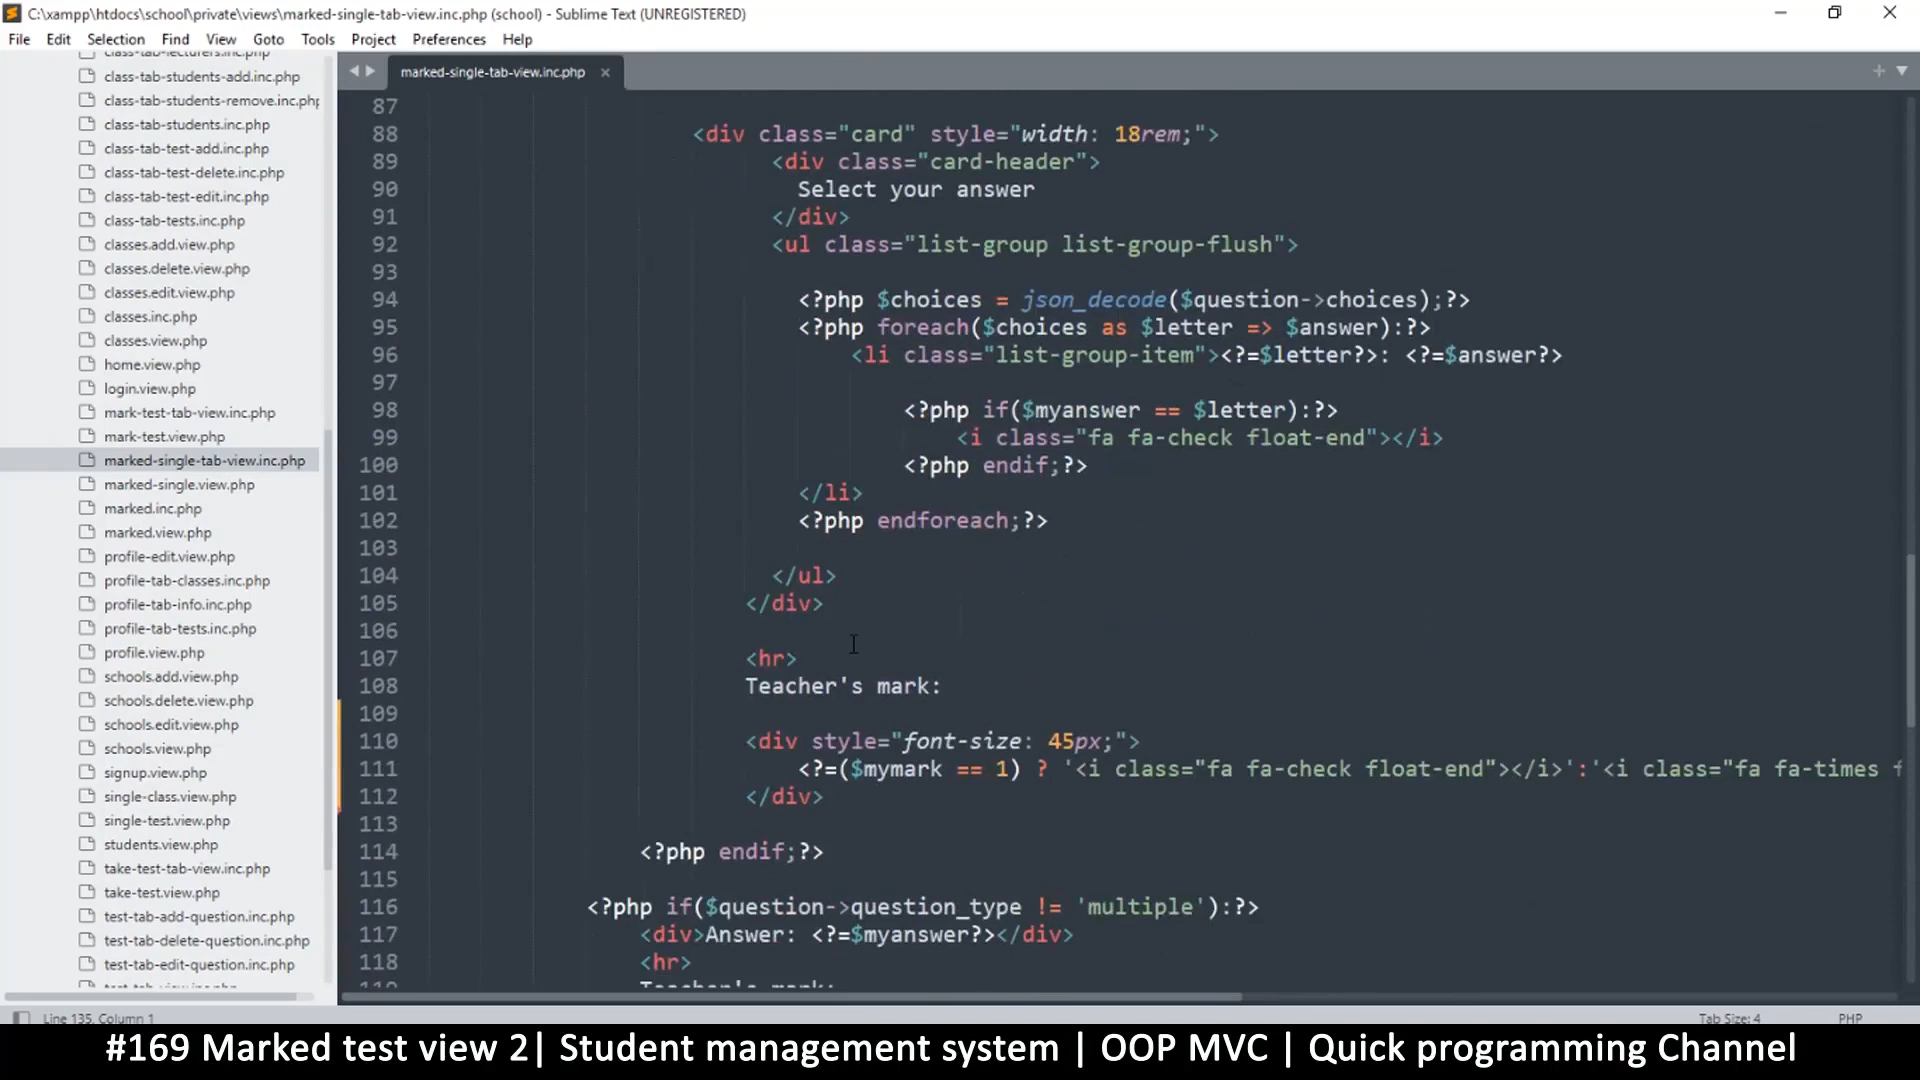 C:\xampp\htdocs\school\private\views\marked-single-tab-view.inc.php (school) - Sublime Text (UNREGISTERED)
File Edit Selection Find View Goto Tools Project Preferences Help
class-tab-lecturers.inc.php
class-tab-students-add.inc.php
class-tab-students-remove.inc.php
class-tab-students.inc.php
class-tab-test-add.inc.php
class-tab-test-delete.inc.php
class-tab-test-edit.inc.php
class-tab-tests.inc.php
classes.add.view.php
classes.delete.view.php
classes.edit.view.php
classes.inc.php
classes.view.php
home.view.php
login.view.php
mark-test-tab-view.inc.php
mark-test.view.php
marked-single-tab-view.inc.php
marked-single.view.php
marked.inc.php
marked.view.php
profile-edit.view.php
profile-tab-classes.inc.php
profile-tab-info.inc.php
profile-tab-tests.inc.php
profile.view.php
schools.add.view.php
schools.delete.view.php
schools.edit.view.php
schools.view.php
signup.view.php
single-class.view.php
single-test.view.php
students.view.php
take-test-tab-view.inc.php
take-test.view.php
test-tab-add-question.inc.php
test-tab-delete-question.inc.php
test-tab-edit-question.inc.php
marked-single-tab-view.inc.php
87
88 <div class="card" style="width: 18rem;">
89 <div class="card-header">
90 Select your answer
91 </div>
92 <ul class="list-group list-group-flush">
93
94 <?php $choices = json_decode($question->choices);?>
95 <?php foreach($choices as $letter => $answer):?>
96 <li class="list-group-item"><?=$letter?>: <?=$answer?>
97
98 <?php if($myanswer == $letter):?>
99 <i class="fa fa-check float-end"></i>
100 <?php endif;?>
101 </li>
102 <?php endforeach;?>
103
104 </ul>
105 </div>
106
107 <hr>
108 Teacher's mark:
109
110 <div style="font-size: 45px;">
111 <?=($mymark == 1) ? '<i class="fa fa-check float-end"></i>':'<i class="fa fa-times f
112 </div>
113
114 <?php endif;?>
115
116 <?php if($question->question_type != 'multiple'):?>
117 <div>Answer: <?=$myanswer?></div>
118 <hr>
Teacher's mark:
Line 135, Column 1
Tab Size: 4
PHP
#169 Marked test view 2| Student management system | OOP MVC | Quick programming Channel